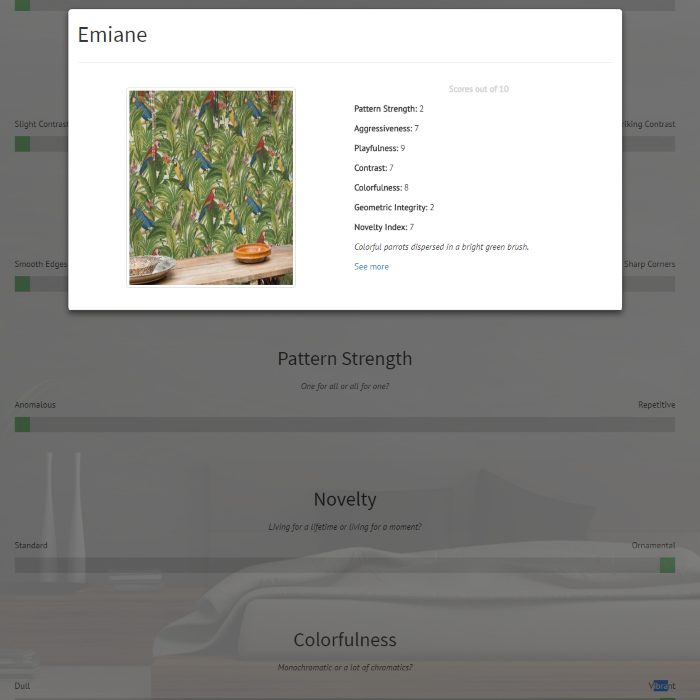 Emiane
Scores out of 10
Pattern Strength: 2
Aggressiveness: 7
Playfulness: 9
Contrast: 7
Colorfulness: 8
Geometric Integrity: 2
Novelty Index: 7
Colorful parrots dispersed in a bright green brush.
See more
Slight Contrast
iking Contrast
Smooth Edges
Sharp Corners
Pattern Strength
One for all or all for one?
Anomalous
Repetitive
Novelty
Living for a lifetime or living for a moment?
Standard
Ornamental
Colorfulness
Monochromatic or a lot of chromatics?
Dull
Vibrant